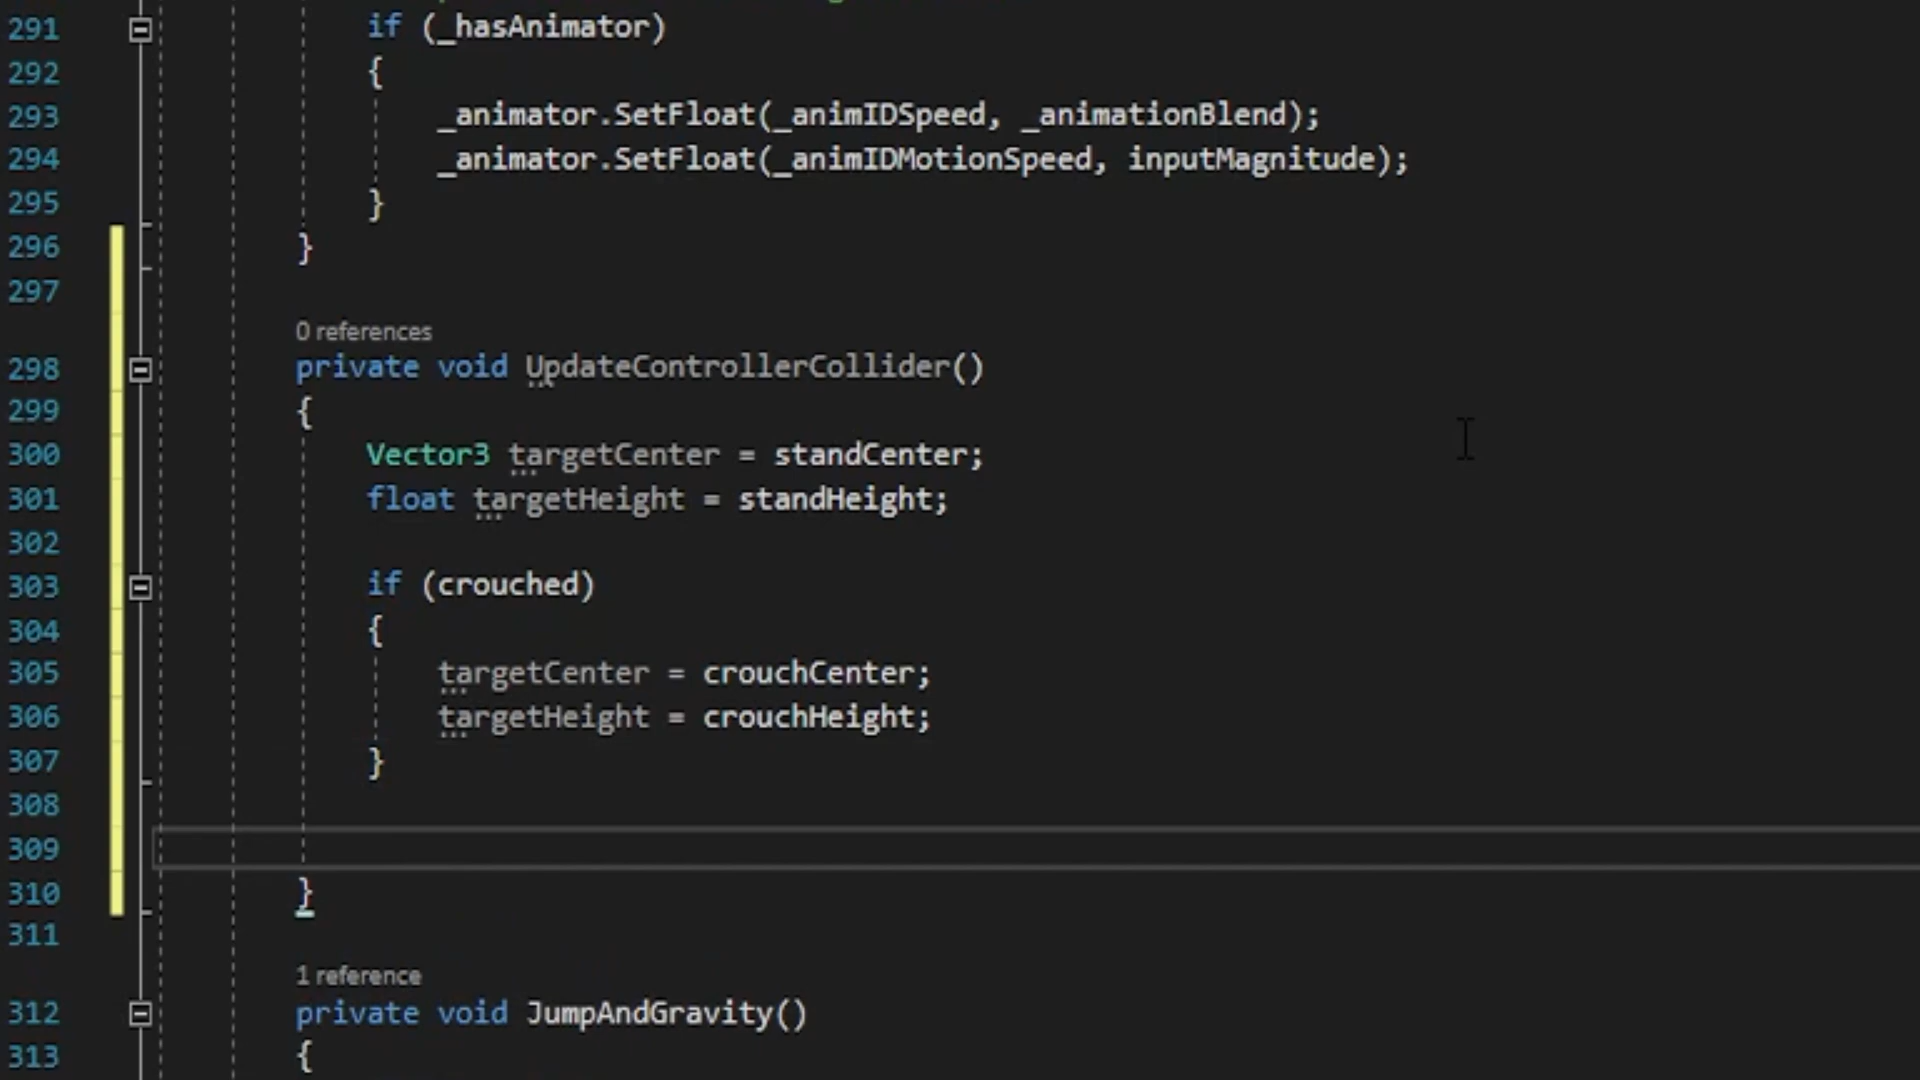 291 if (_hasAnimator)
292 {
293 _animator.SetFloat(_animIDSpeed, _animationBlend);
294 _animator.SetFloat(_animIDMotionSpeed, inputMagnitude);
295 }
296 }
297
0 references
298 private void UpdateControllerCollider()
299 {
300 Vector3 targetCenter = standCenter;
301 float targetHeight = standHeight;
302
303 if (crouched)
304 {
305 targetCenter = crouchCenter;
306 targetHeight = crouchHeight;
307 }
308
309
310 }
311
1 reference
312 private void JumpAndGravity()
313 {